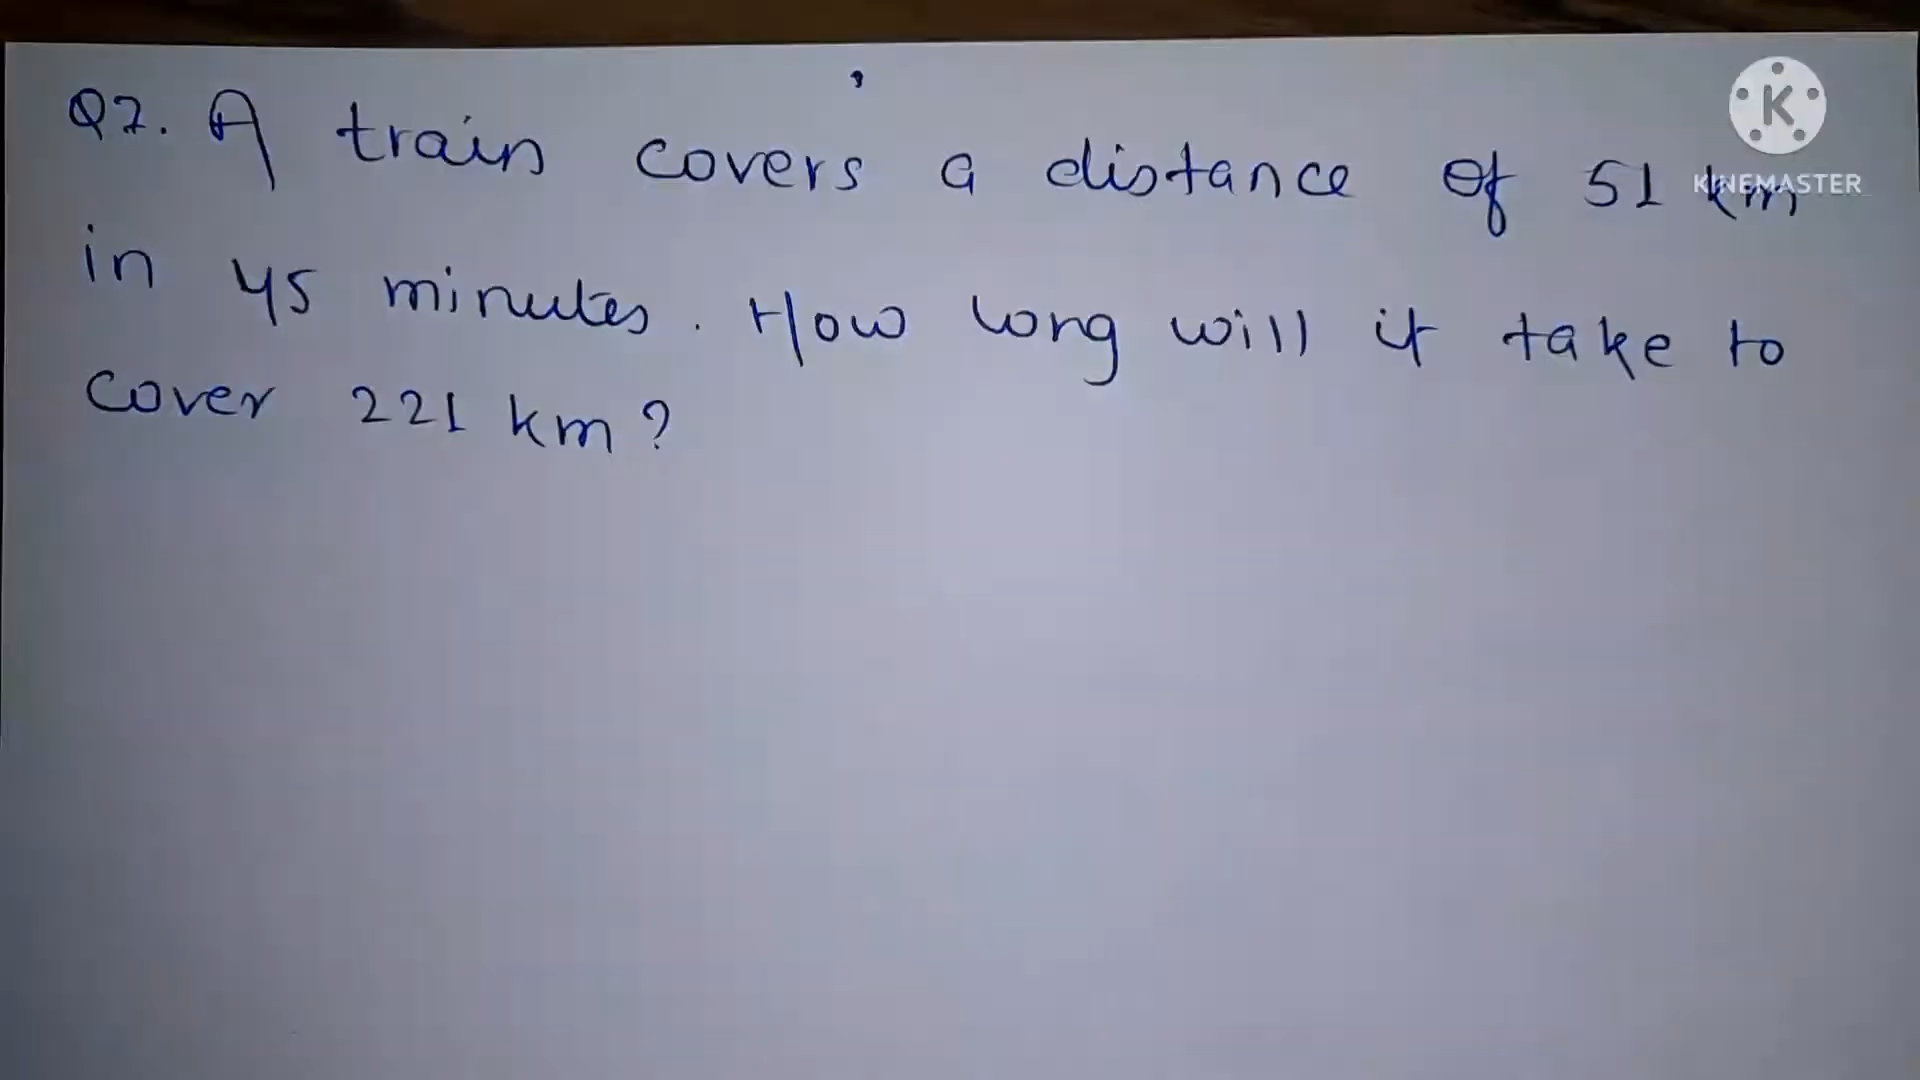 Q7. A train covers a distance of 51 km
in 45 minutes. How long will it take to
cover 221 km?
K
KINEMASTER